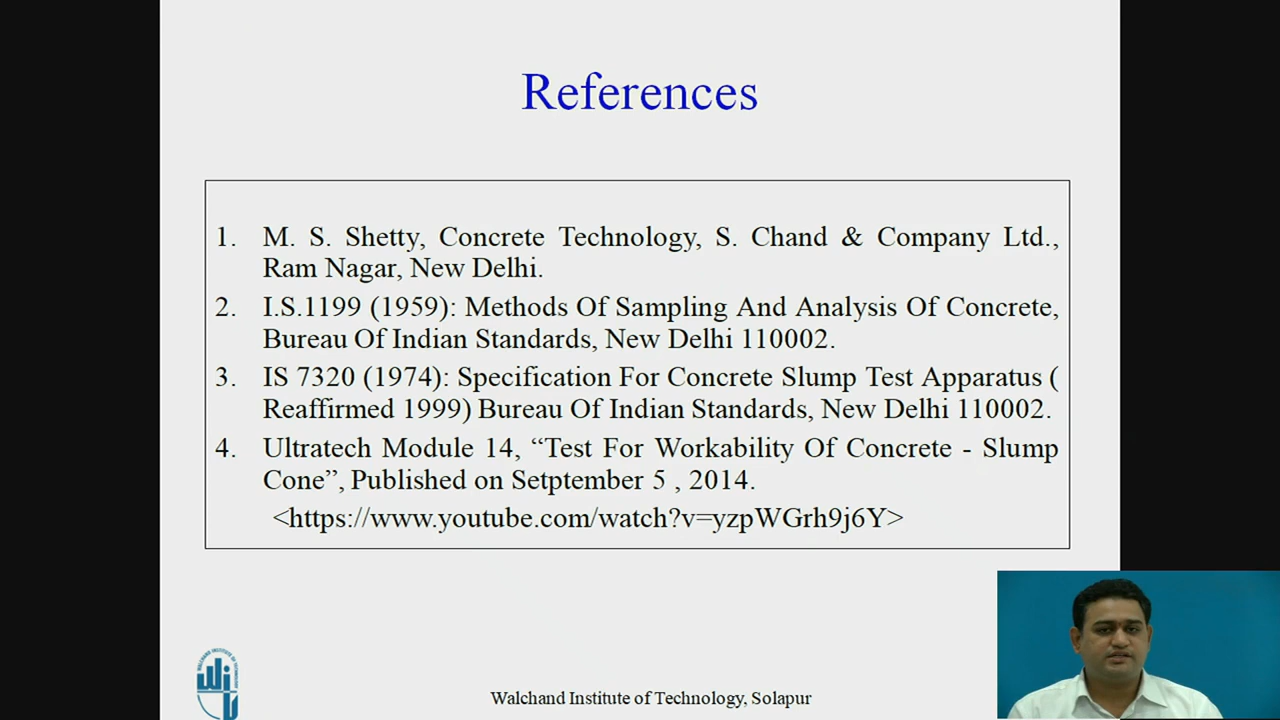 References
1. M. S. Shetty, Concrete Technology, S. Chand & Company Ltd.,
Ram Nagar, New Delhi.
2. I.S.1199 (1959): Methods Of Sampling And Analysis Of Concrete,
Bureau Of Indian Standards, New Delhi 110002.
3. IS 7320 (1974): Specification For Concrete Slump Test Apparatus (
Reaffirmed 1999) Bureau Of Indian Standards, New Delhi 110002.
4. Ultratech Module 14, “Test For Workability Of Concrete - Slump
Cone”, Published on Setptember 5 , 2014.
<https://www.youtube.com/watch?v=yzpWGrh9j6Y>
Walchand Institute of Technology, Solapur